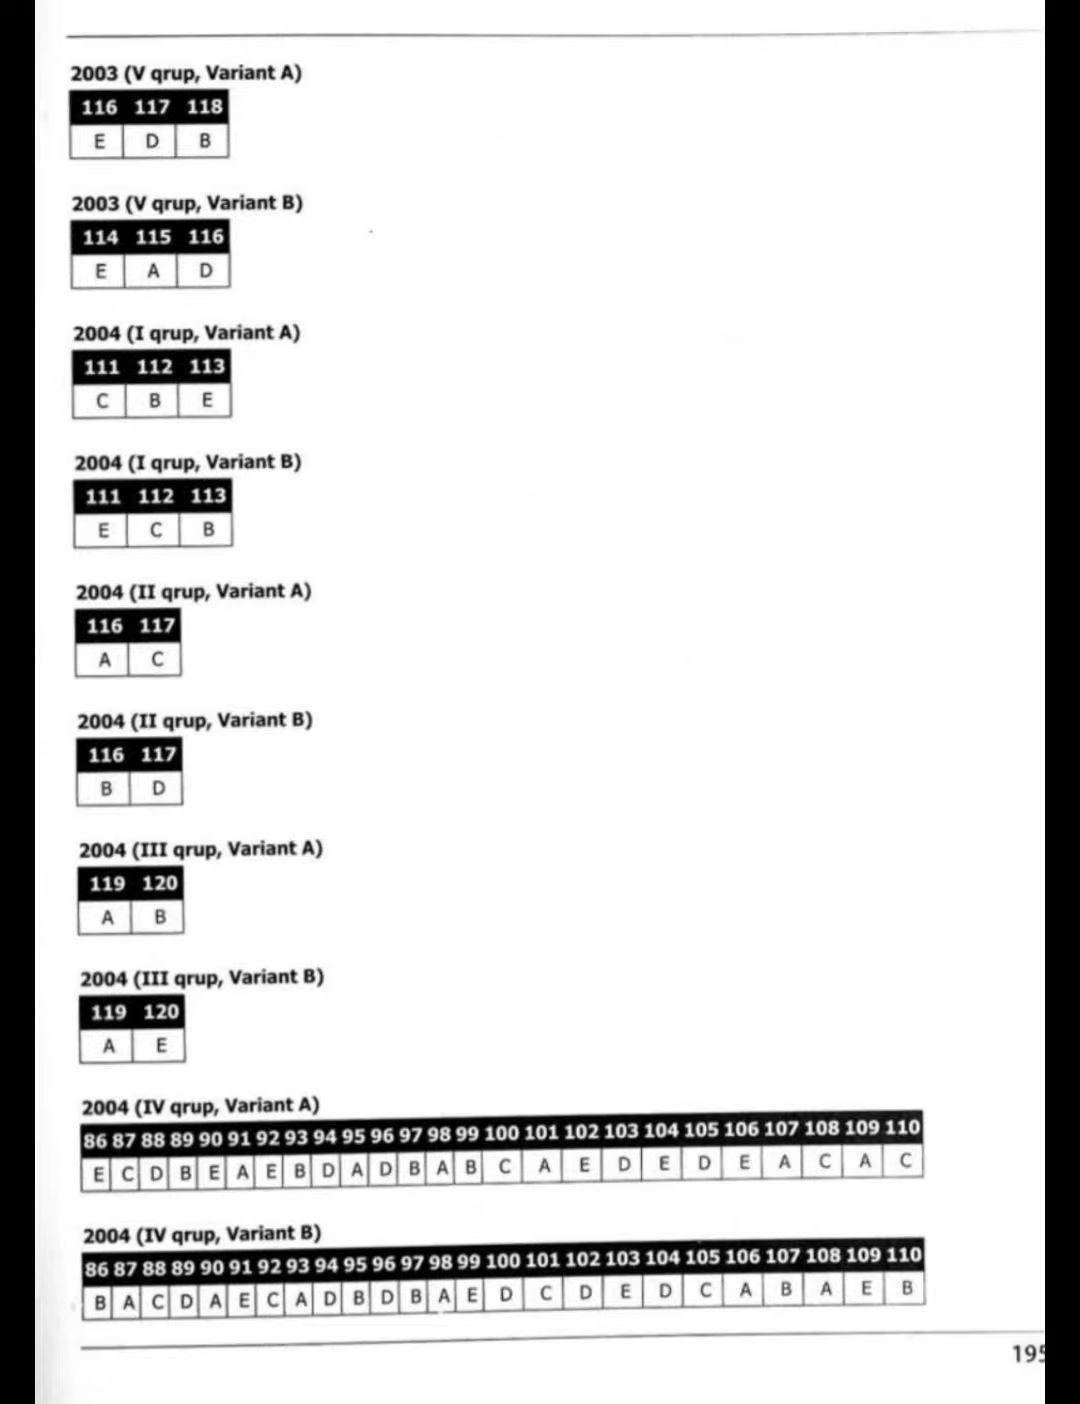 2003 (V qrup, Variant A)
116 117 118
E D B
2003 (V qrup, Variant B)
114 115 116
E A D
2004 (I qrup, Variant A)
111 112 113
C B E
2004 (I qrup, Variant B)
111 112 113
E C B
2004 (II qrup, Variant A)
116 117
A C
2004 (II qrup, Variant B)
116 117
B D
2004 (III qrup, Variant A)
119 120
A B
2004 (III qrup, Variant B)
119 120
A E
2004 (IV qrup, Variant A)
86 87 88 89 90 91 92 93 94 95 96 97 98 99 100 101 102 103 104 105 106 107 108 109 110
E C D B E A E B D A D B A B C A E D E D E A C A C
2004 (IV qrup, Variant B)
86 87 88 89 90 91 92 93 94 95 96 97 98 99 100 101 102 103 104 105 106 107 108 109 110
B A C D A E C A D B D B A E D C D E D C A B A E B
195